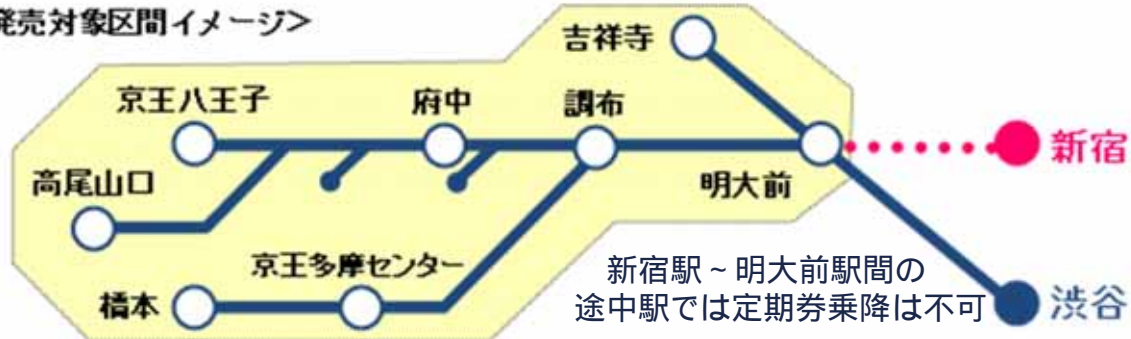 発売対象区間イメージ>
吉祥寺
京王八王子
府中
調布
新宿
高尾山口
明大前
京王多摩センター
新宿駅～明大前駅間の
途中駅では定期券乗降は不可
橋本
渋谷